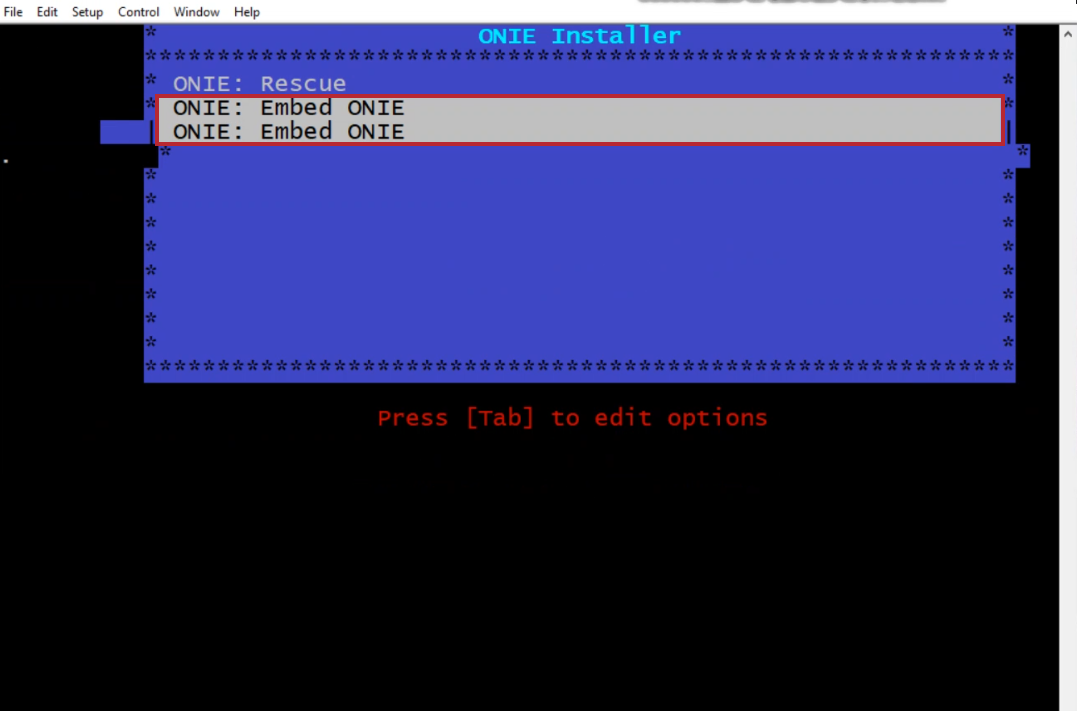 File Edit Setup Control Window Help
* ONIE Installer *
************************************************************
* ONIE: Rescue *
* ONIE: Embed ONIE *
| ONIE: Embed ONIE |
. * *
* *
* *
* *
* *
* *
* *
* *
* *
************************************************************
Press [Tab] to edit options